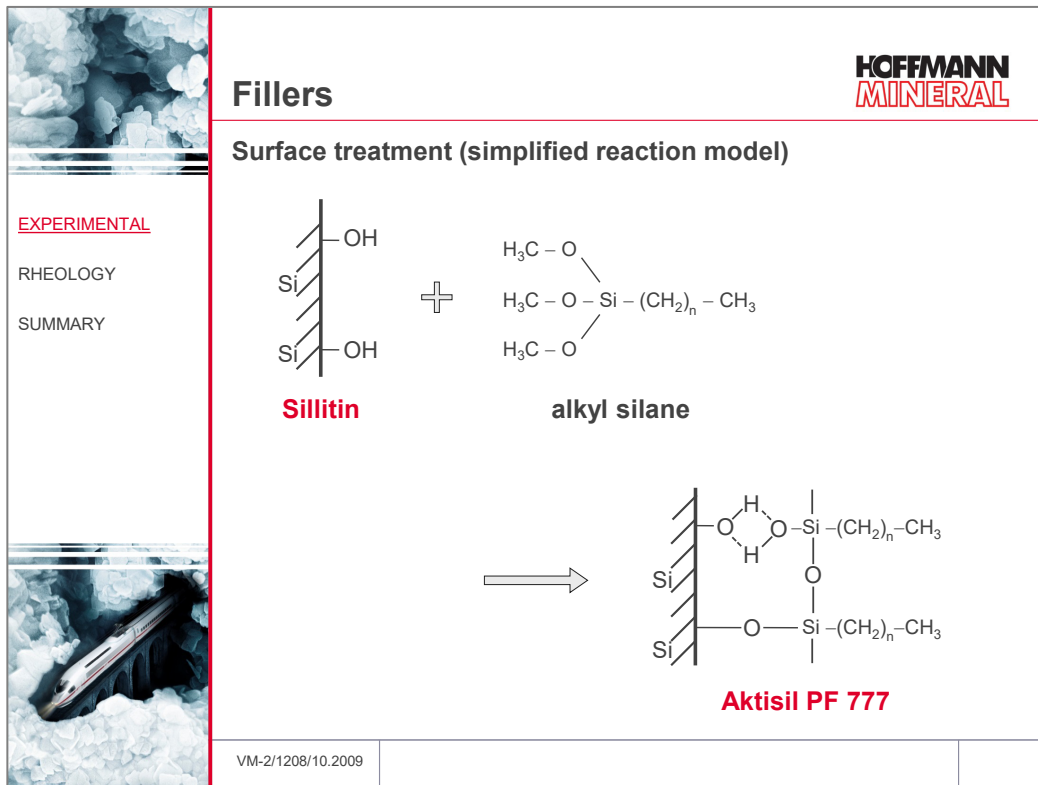 Fillers
HOFFMANN
MINERAL
Surface treatment (simplified reaction model)
EXPERIMENTAL
RHEOLOGY
SUMMARY
OH
Si
Si
OH
H₃C – O
H₃C – O – Si – (CH₂)ₙ – CH₃
H₃C – O
Sillitin
alkyl silane
H
O
O–Si–(CH₂)ₙ–CH₃
H
Si
O
O
Si–(CH₂)ₙ–CH₃
Si
Aktisil PF 777
VM-2/1208/10.2009